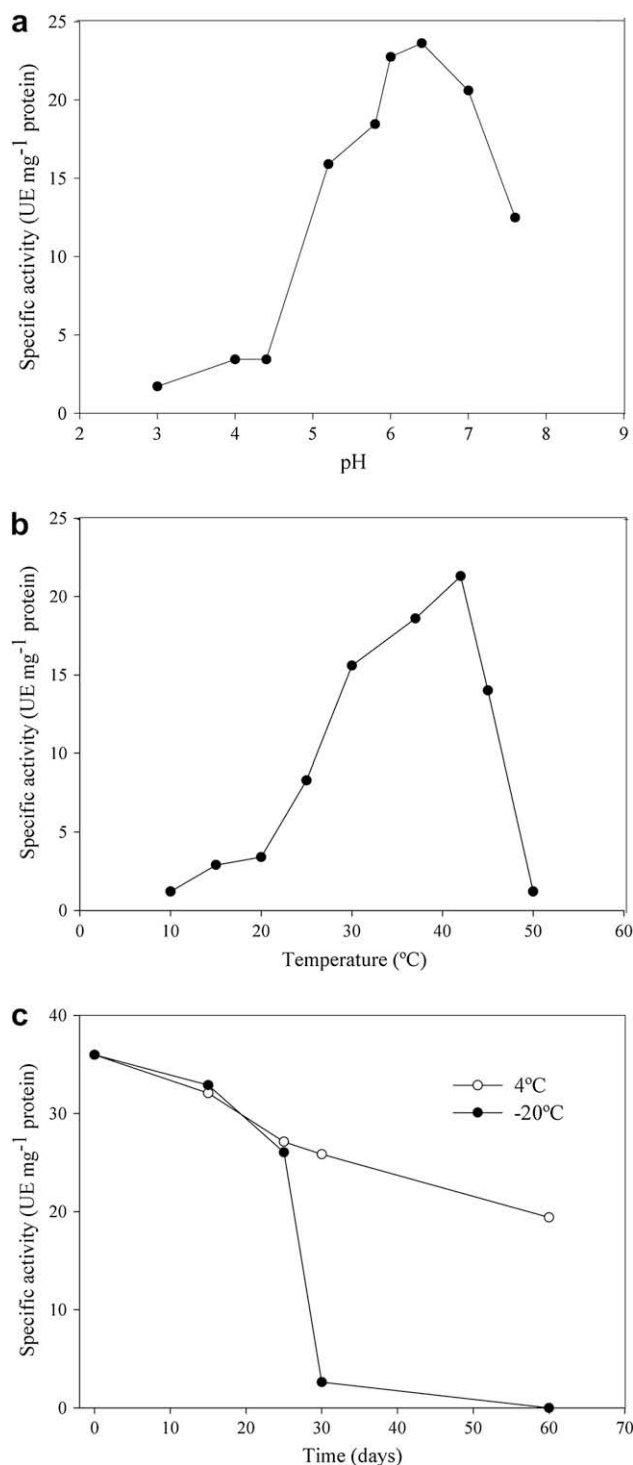 a
25
20
15
10
5
0
Specific activity (UE mg-1 protein)
2 3 4 5 6 7 8 9
pH
b
25
20
15
10
5
0
Specific activity (UE mg-1 protein)
0 10 20 30 40 50 60
Temperature (ºC)
c
40
30
20
10
0
Specific activity (UE mg-1 protein)
4ºC
-20ºC
0 10 20 30 40 50 60 70
Time (days)